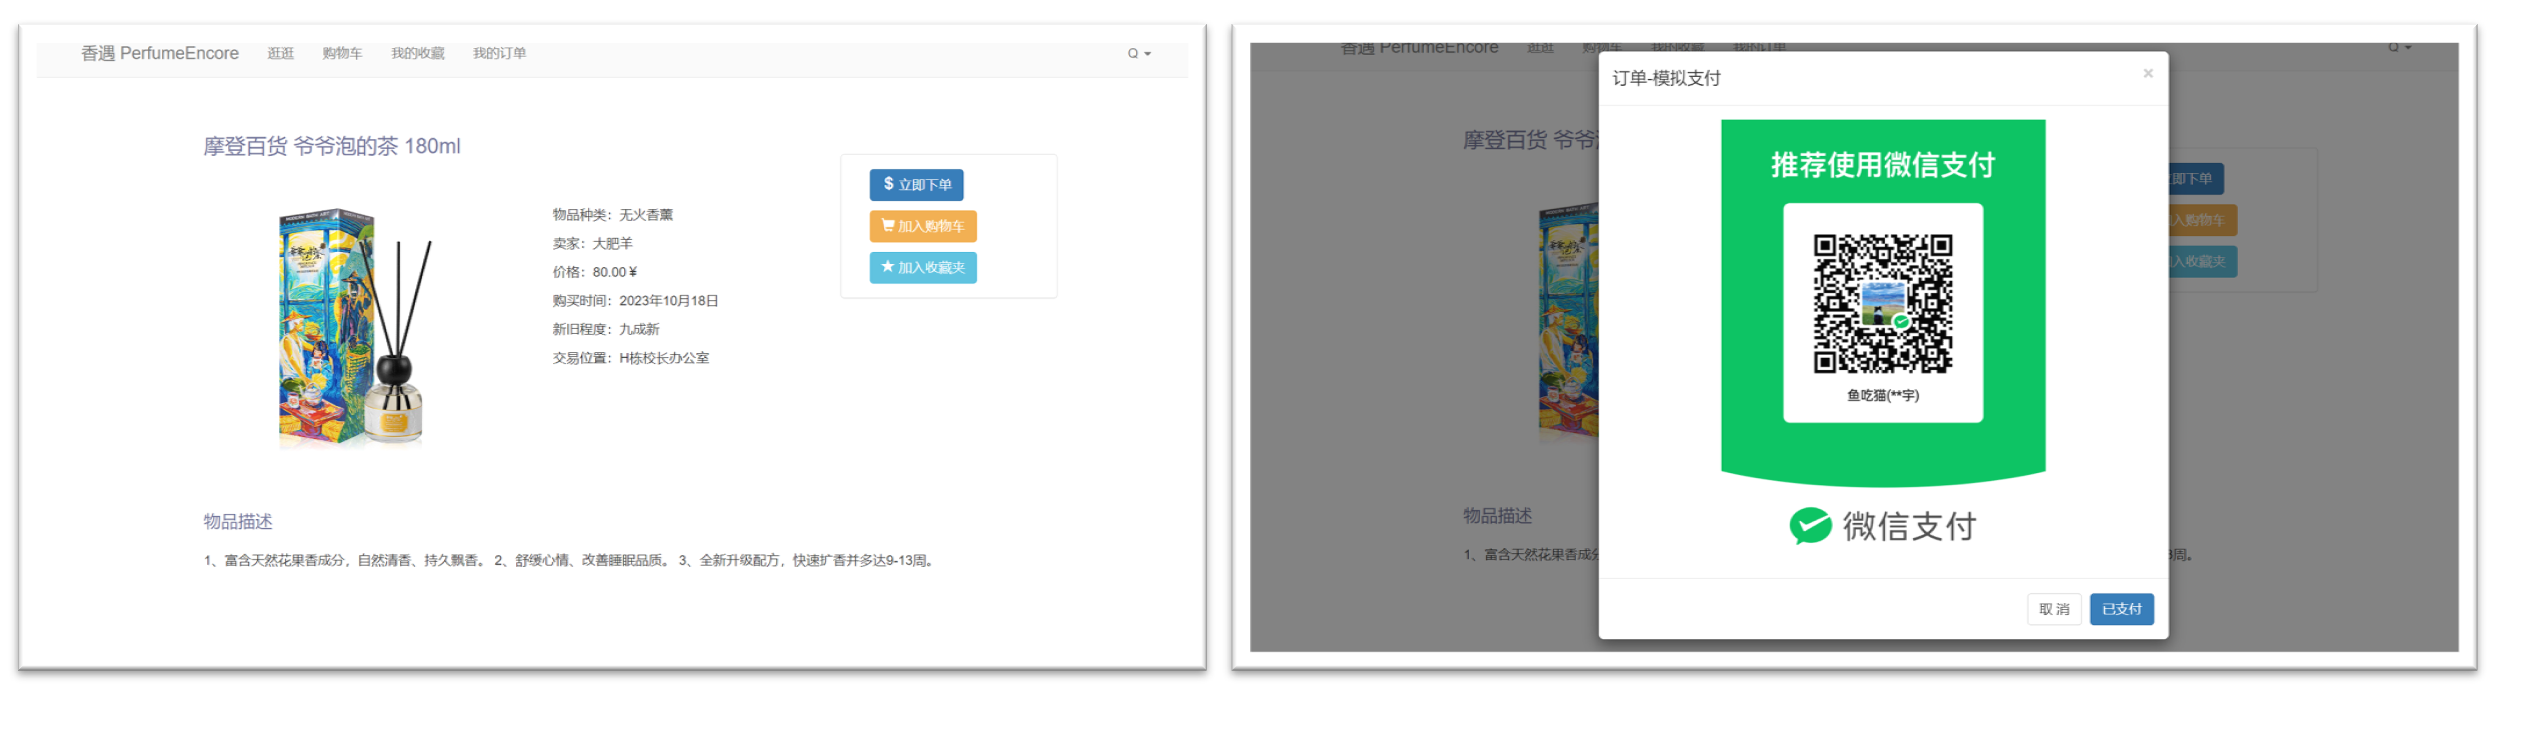 香遇 PerfumeEncore 逛逛 购物车 我的收藏 我的订单 Q
摩登百货 爷爷泡的茶 180ml
$ 立即下单
加入购物车
加入收藏夹
物品种类：无火香薰
卖家：大肥羊
价格：80.00￥
购买时间：2023年10月18日
新旧程度：九成新
交易位置：H栋校长办公室
物品描述
1、富含天然花果香成分，自然清香、持久飘香。 2、舒缓心情、改善睡眠品质。 3、全新升级配方，快速扩香并多达9-13周。
香遇 PerfumeEncore 逛逛 购物车 我的收藏 我的订单 Q
订单-模拟支付 ×
摩登百货 爷爷
推荐使用微信支付
即下单
入购物车
入收藏夹
鱼吃猫(**宇)
微信支付
物品描述
1、富含天然花果香成分
周。
取消 已支付